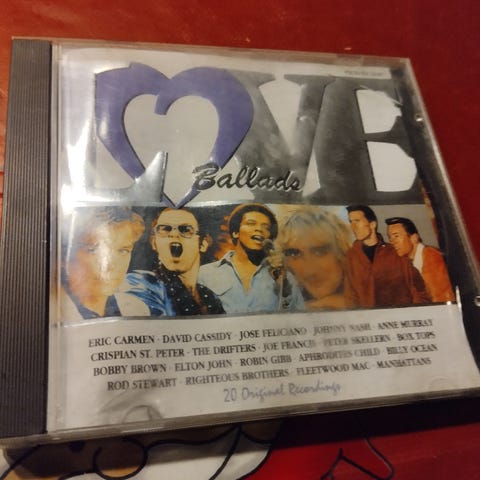 LOVE
Ballads
ERIC CARMEN · DAVID CASSIDY · JOSE FELICIANO · JOHNNY NASH · ANNE MURRAY
CRISPIAN ST. PETER · THE DRIFTERS · JOE FRANCIS · PETER SKELLERN · BOX TOPS
BOBBY BROWN · ELTON JOHN · ROBIN GIBB · APHRODITES CHILD · BILLY OCEAN
ROD STEWART · RIGHTEOUS BROTHERS · FLEETWOOD MAC · MANHATTANS
20 Original Recordings